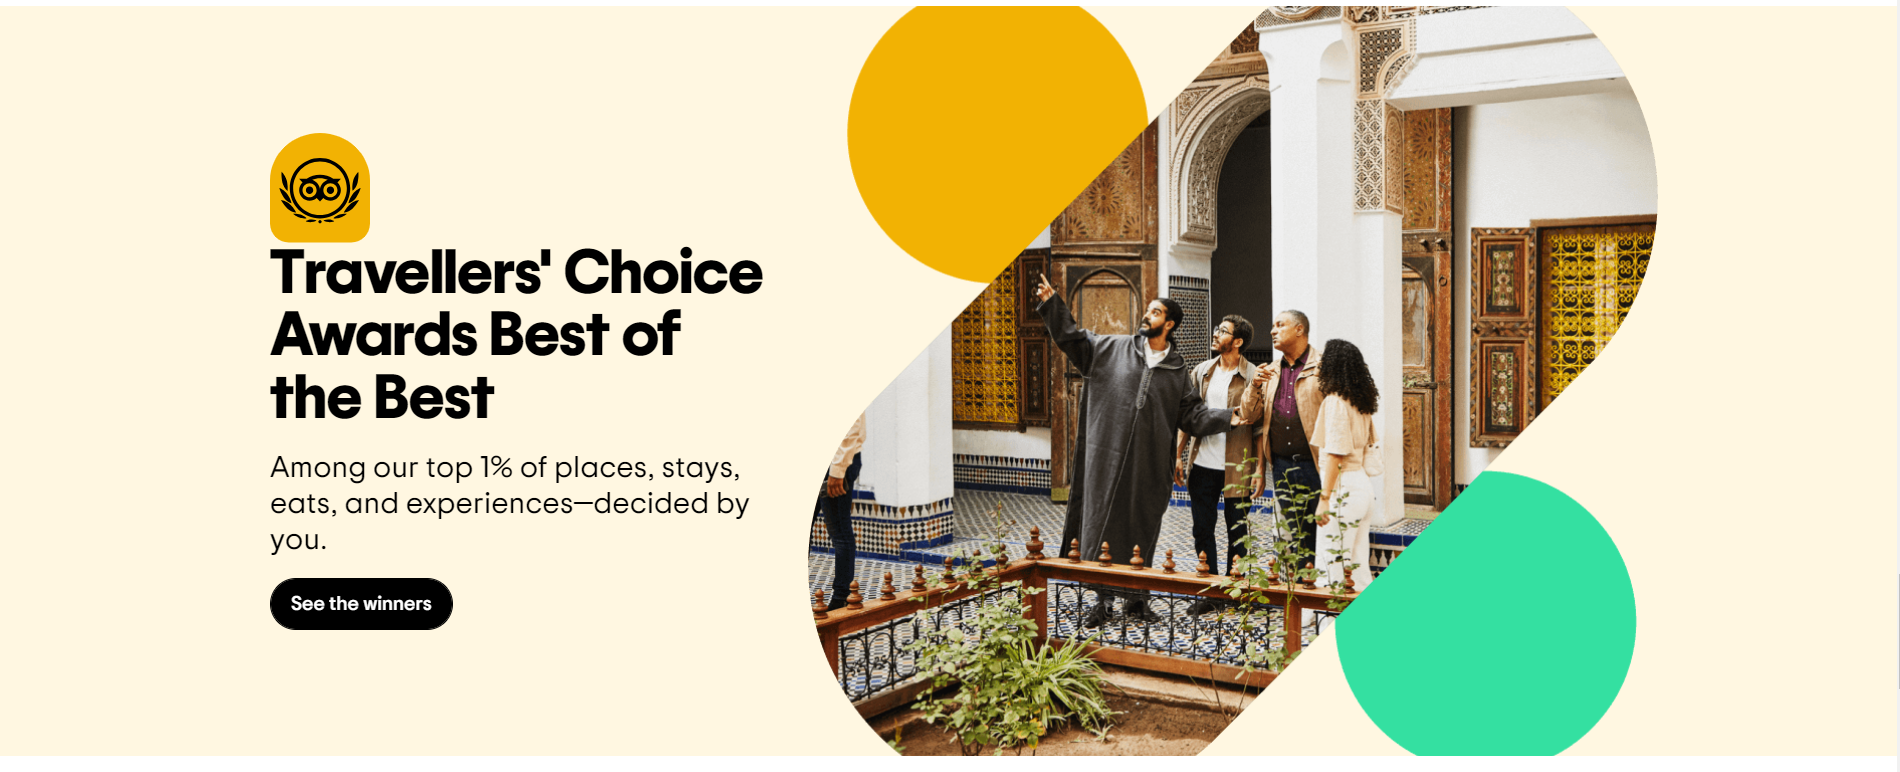 Travellers' Choice
Awards Best of
the Best
Among our top 1% of places, stays,
eats, and experiences—decided by
you.
See the winners